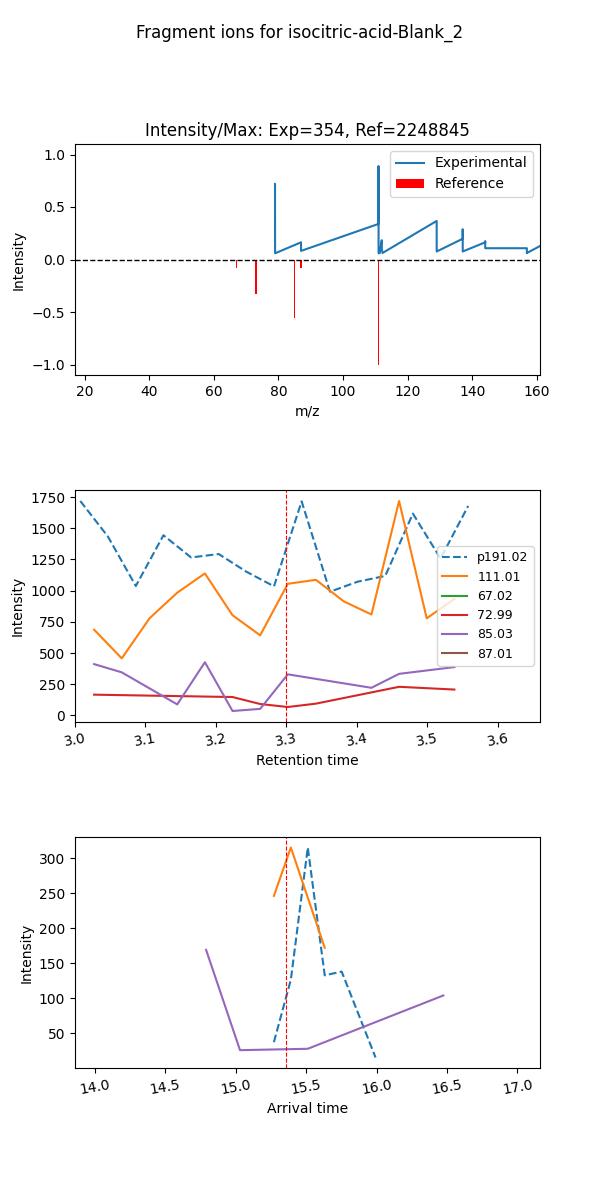 Fragment ions for isocitric-acid-Blank_2
Intensity/Max: Exp=354, Ref=2248845
1.0
0.5
0.0
−0.5
−1.0
Intensity
Experimental
Reference
20 40 60 80 100 120 140 160
m/z
1750
1500
1250
1000
750
500
250
0
Intensity
p191.02
111.01
67.02
72.99
85.03
87.01
3.0 3.1 3.2 3.3 3.4 3.5 3.6
Retention time
300
250
200
150
100
50
Intensity
14.0 14.5 15.0 15.5 16.0 16.5 17.0
Arrival time